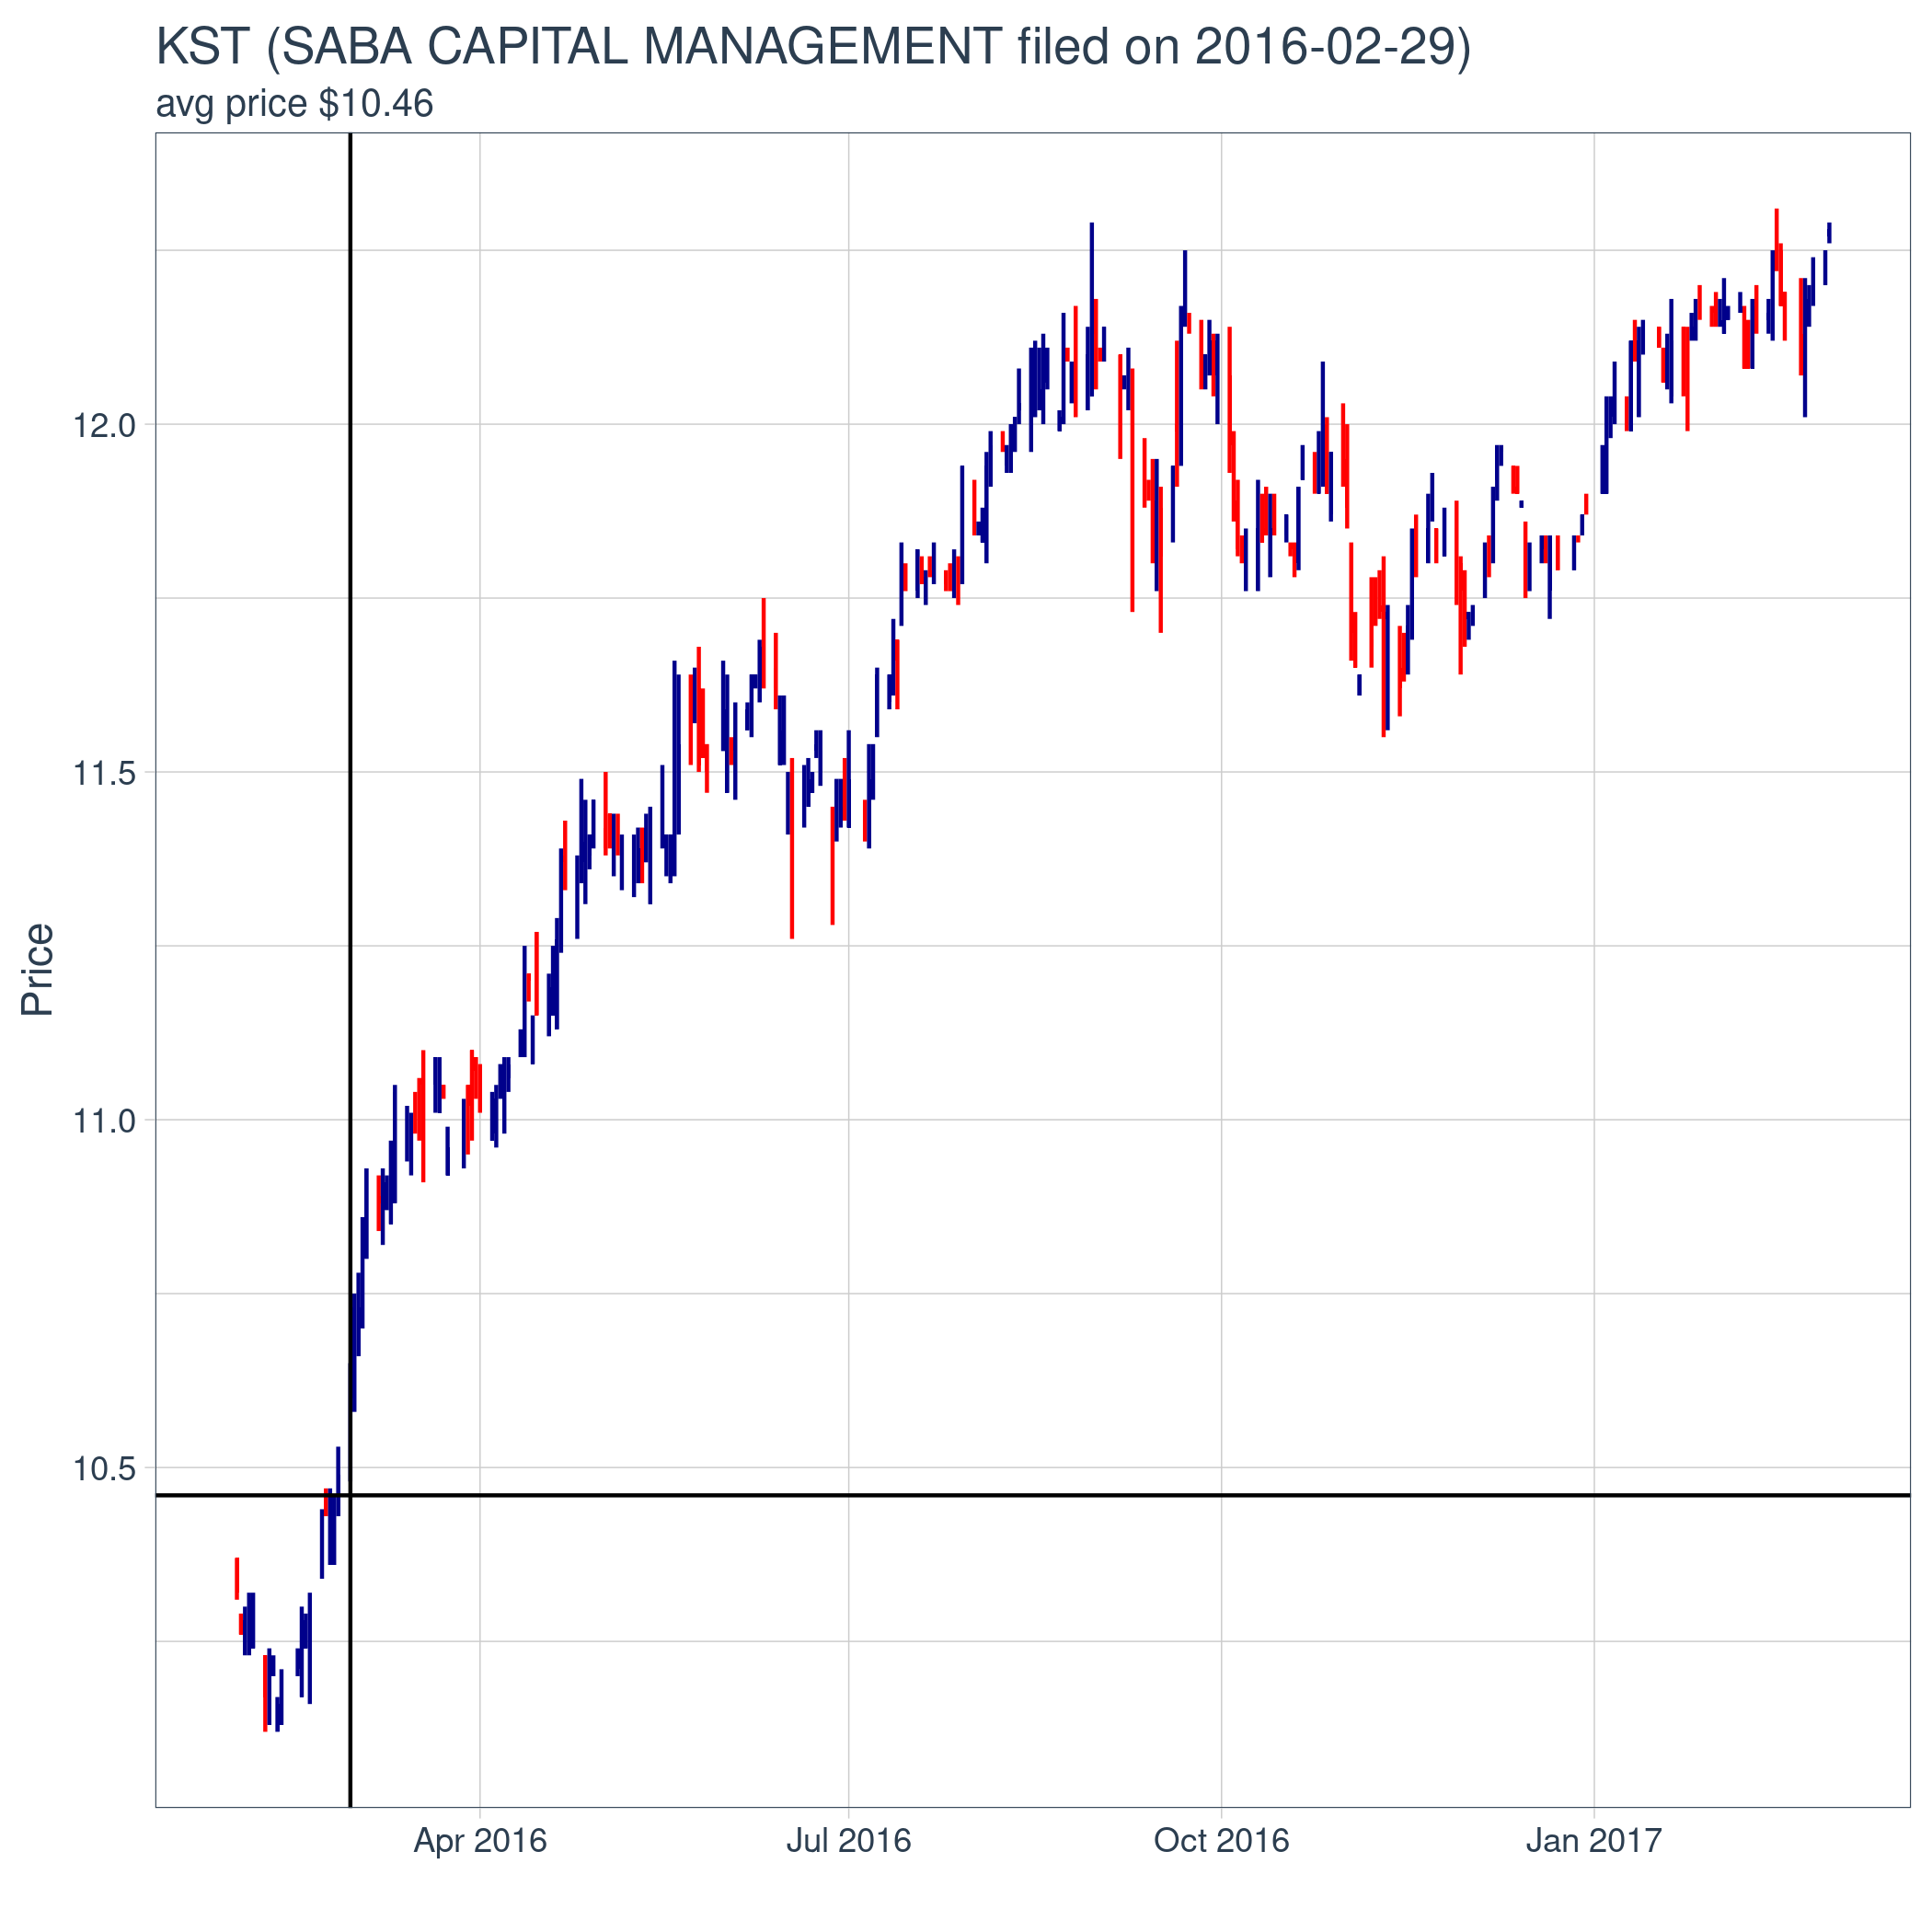 KST (SABA CAPITAL MANAGEMENT filed on 2016-02-29)
avg price $10.46
Price
12.0
11.5
11.0
10.5
Apr 2016
Jul 2016
Oct 2016
Jan 2017